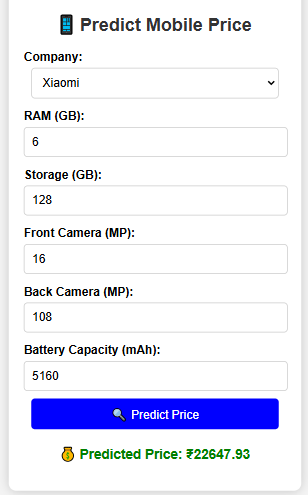 📱 Predict Mobile Price
Company:
Xiaomi
RAM (GB):
6
Storage (GB):
128
Front Camera (MP):
16
Back Camera (MP):
108
Battery Capacity (mAh):
5160
🔍 Predict Price
💰 Predicted Price: ₹22647.93